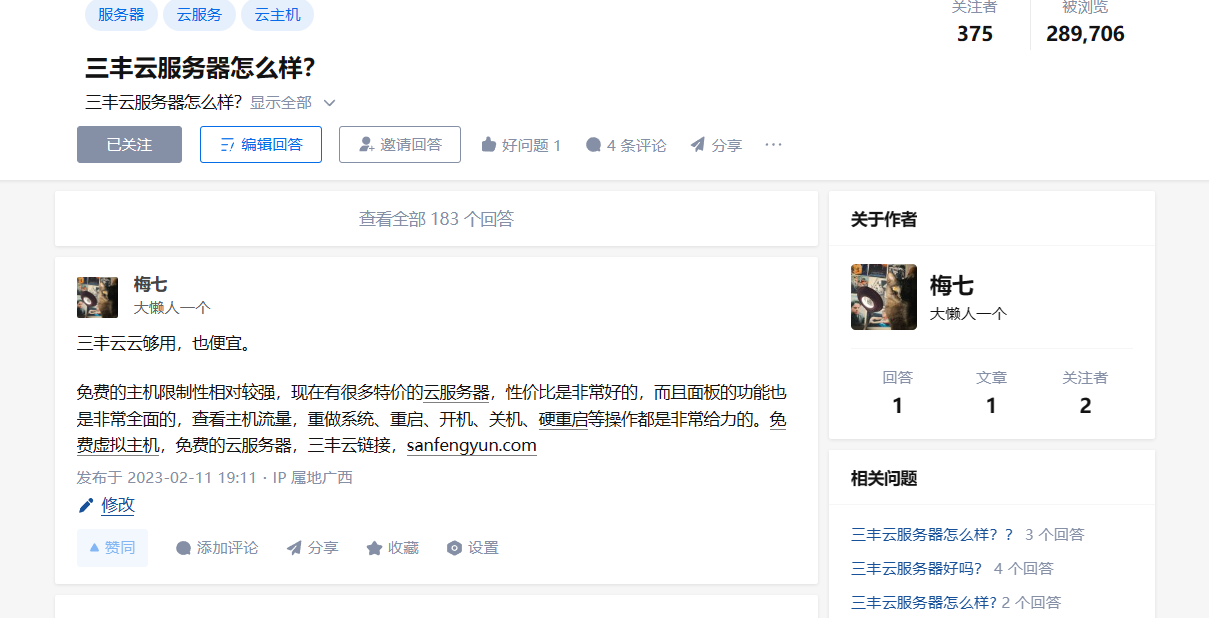 服务器 云服务 云主机
关注者 被浏览
375 289,706
三丰云服务器怎么样？
三丰云服务器怎么样？ 显示全部
已关注 编辑回答 邀请回答 好问题 1 4 条评论 分享 ···
查看全部 183 个回答
梅七
大懒人一个
三丰云云够用，也便宜。
免费的主机限制性相对较强，现在有很多特价的云服务器，性价比是非常好的，而且面板的功能也
是非常全面的，查看主机流量，重做系统、重启、开机、关机、硬重启等操作都是非常给力的。免
费虚拟主机，免费的云服务器，三丰云链接，sanfengyun.com
发布于 2023-02-11 19:11 · IP 属地广西
修改
赞同 添加评论 分享 收藏 设置
关于作者
梅七
大懒人一个
回答 文章 关注者
1 1 2
相关问题
三丰云服务器怎么样？？ 3 个回答
三丰云服务器好吗？ 4 个回答
三丰云服务器怎么样? 2 个回答